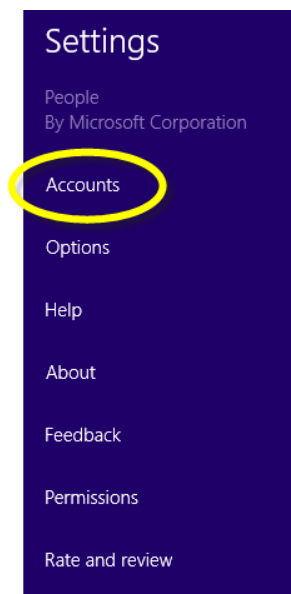 Settings
People
By Microsoft Corporation
Accounts
Options
Help
About
Feedback
Permissions
Rate and review